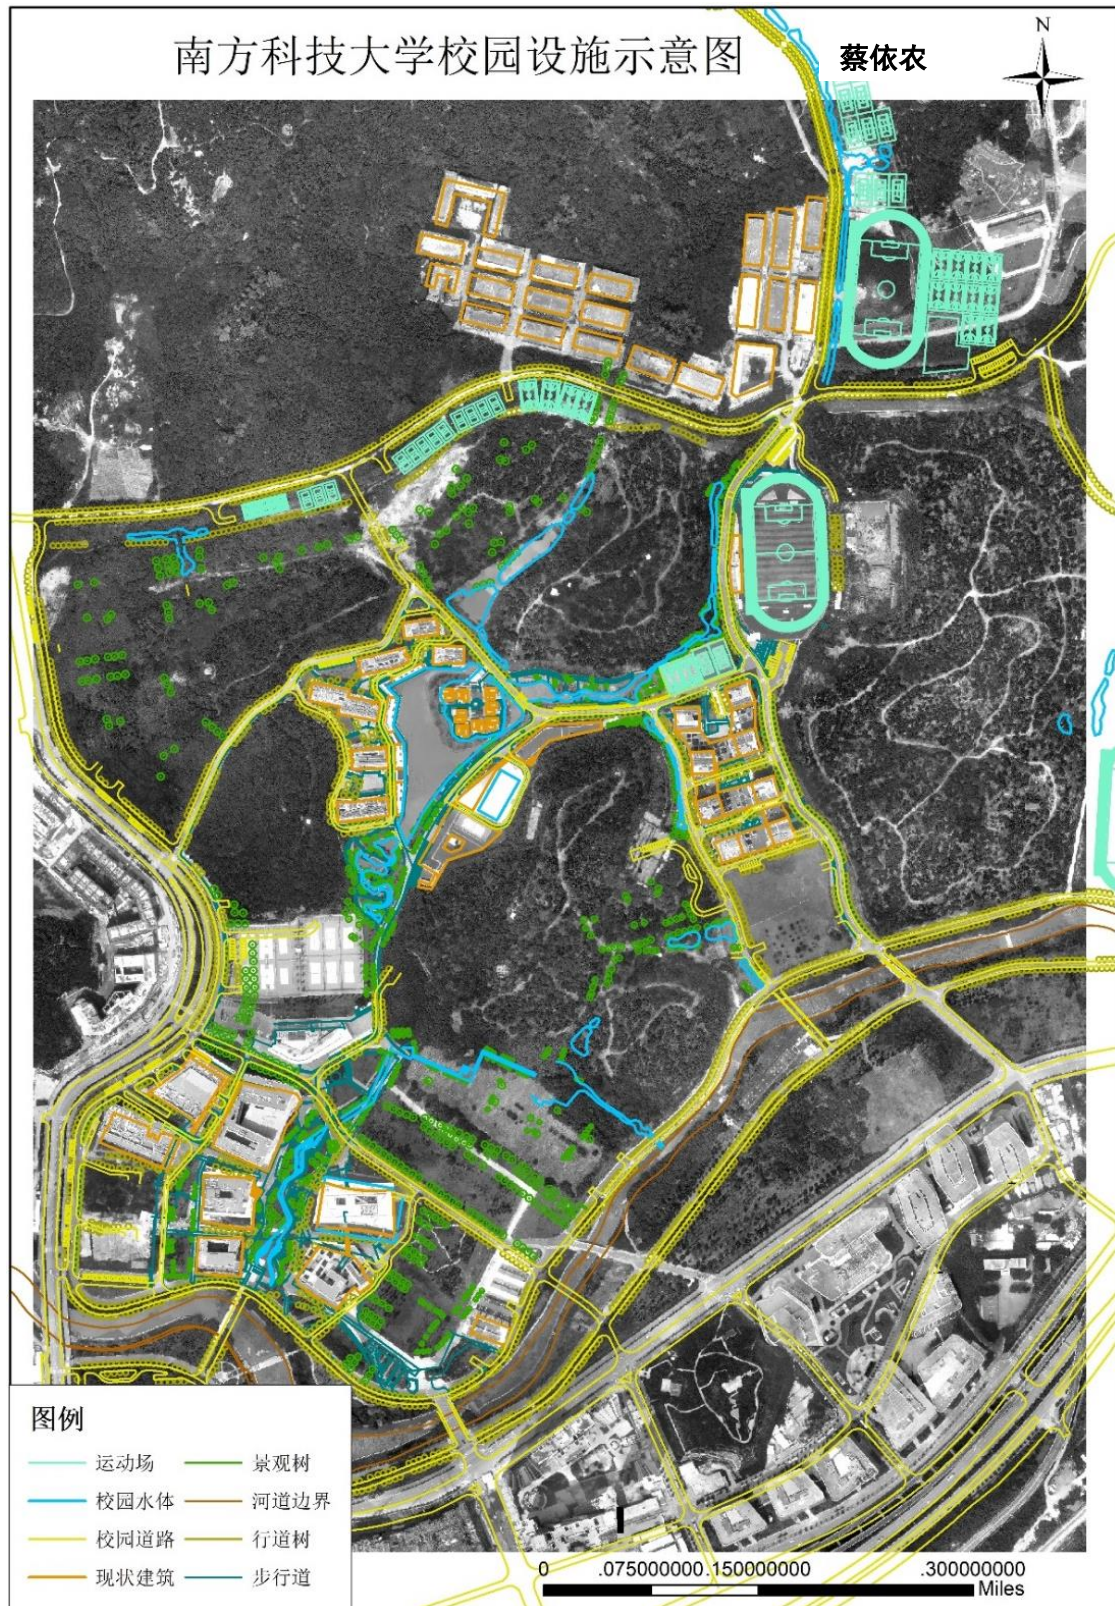 南方科技大学校园设施示意图
蔡依农
N
图例
运动场
景观树
校园水体
河道边界
校园道路
行道树
现状建筑
步行道
0 .075000000 .150000000 .300000000
Miles